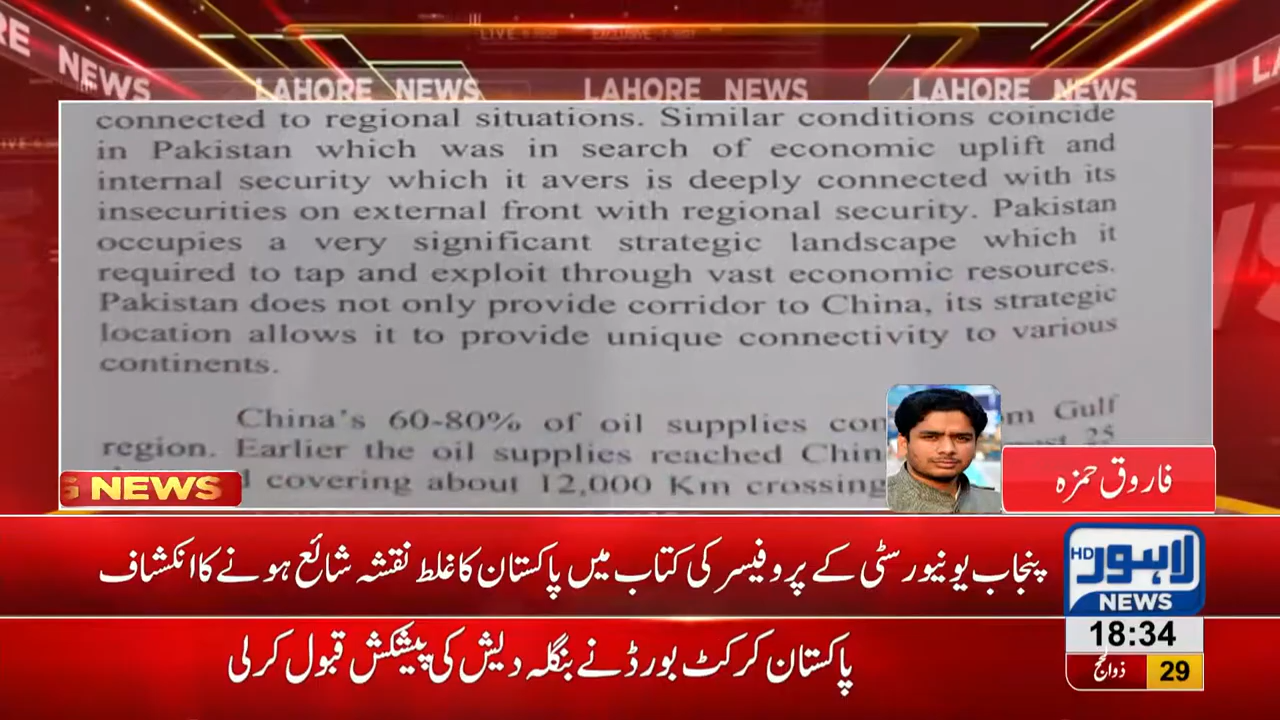 NEWS
LAHORE NEWS
LAHORE NEWS
LAHORE NEWS
connected to regional situations. Similar conditions coincide
in Pakistan which was in search of economic uplift and
internal security which it avers is deeply connected with its
insecurities on external front with regional security. Pakistan
occupies a very significant strategic landscape which it
required to tap and exploit through vast economic resources.
Pakistan does not only provide corridor to China, its strategic
location allows it to provide unique connectivity to various
continents.
China's 60-80% of oil supplies Gulf
region. Earlier the oil supplies reached 25
covering about 12,000 Km crossing
NEWS
فاروق حمزہ
پنجاب یونیورسٹی کے پروفیسر کی کتاب میں پاکستان کا غلط نقشہ شائع ہونے کا انکشاف
پاکستان کرکٹ بورڈ نے بنگلہ دیش کی پیشکش قبول کرلی
لاہور HD
NEWS
18:34
29 ذوالحج